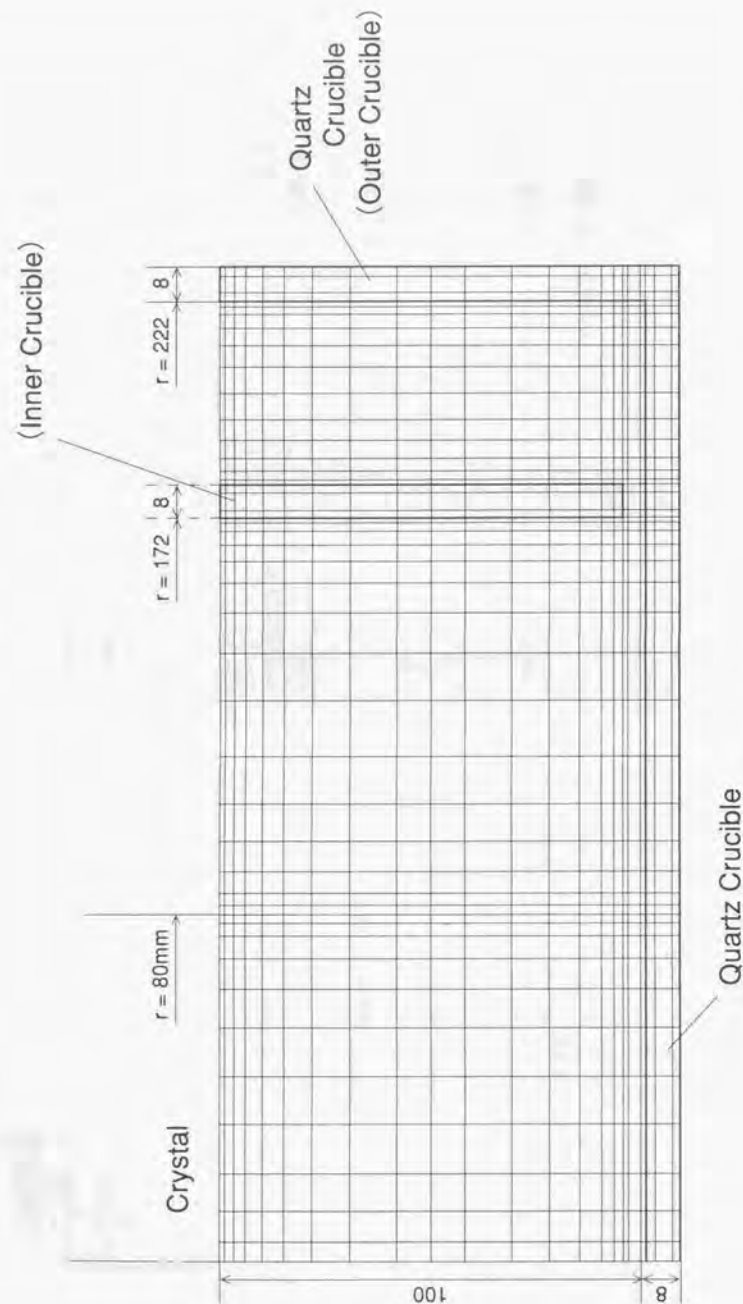 (Inner Crucible)
Quartz
Crucible
(Outer Crucible)
r = 172
8
r = 222
8
r = 80mm
Crystal
100
8
Quartz Crucible